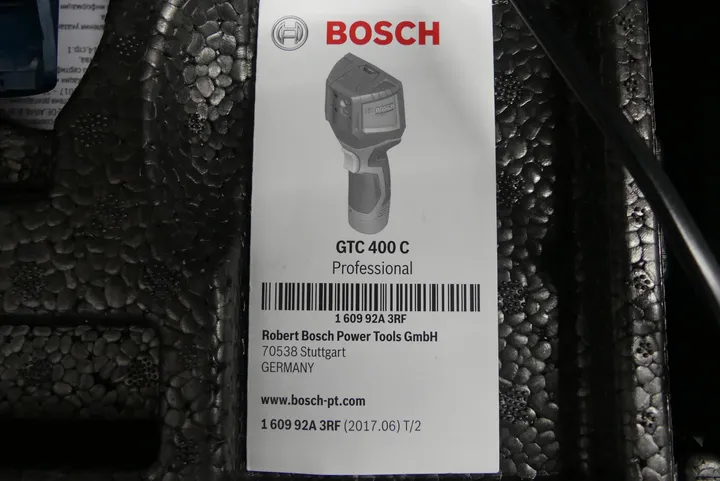 BOSCH
BOSCH
GTC 400 C
Professional
1 609 92A 3RF
Robert Bosch Power Tools GmbH
70538 Stuttgart
GERMANY
www.bosch-pt.com
1 609 92A 3RF (2017.06) T/2